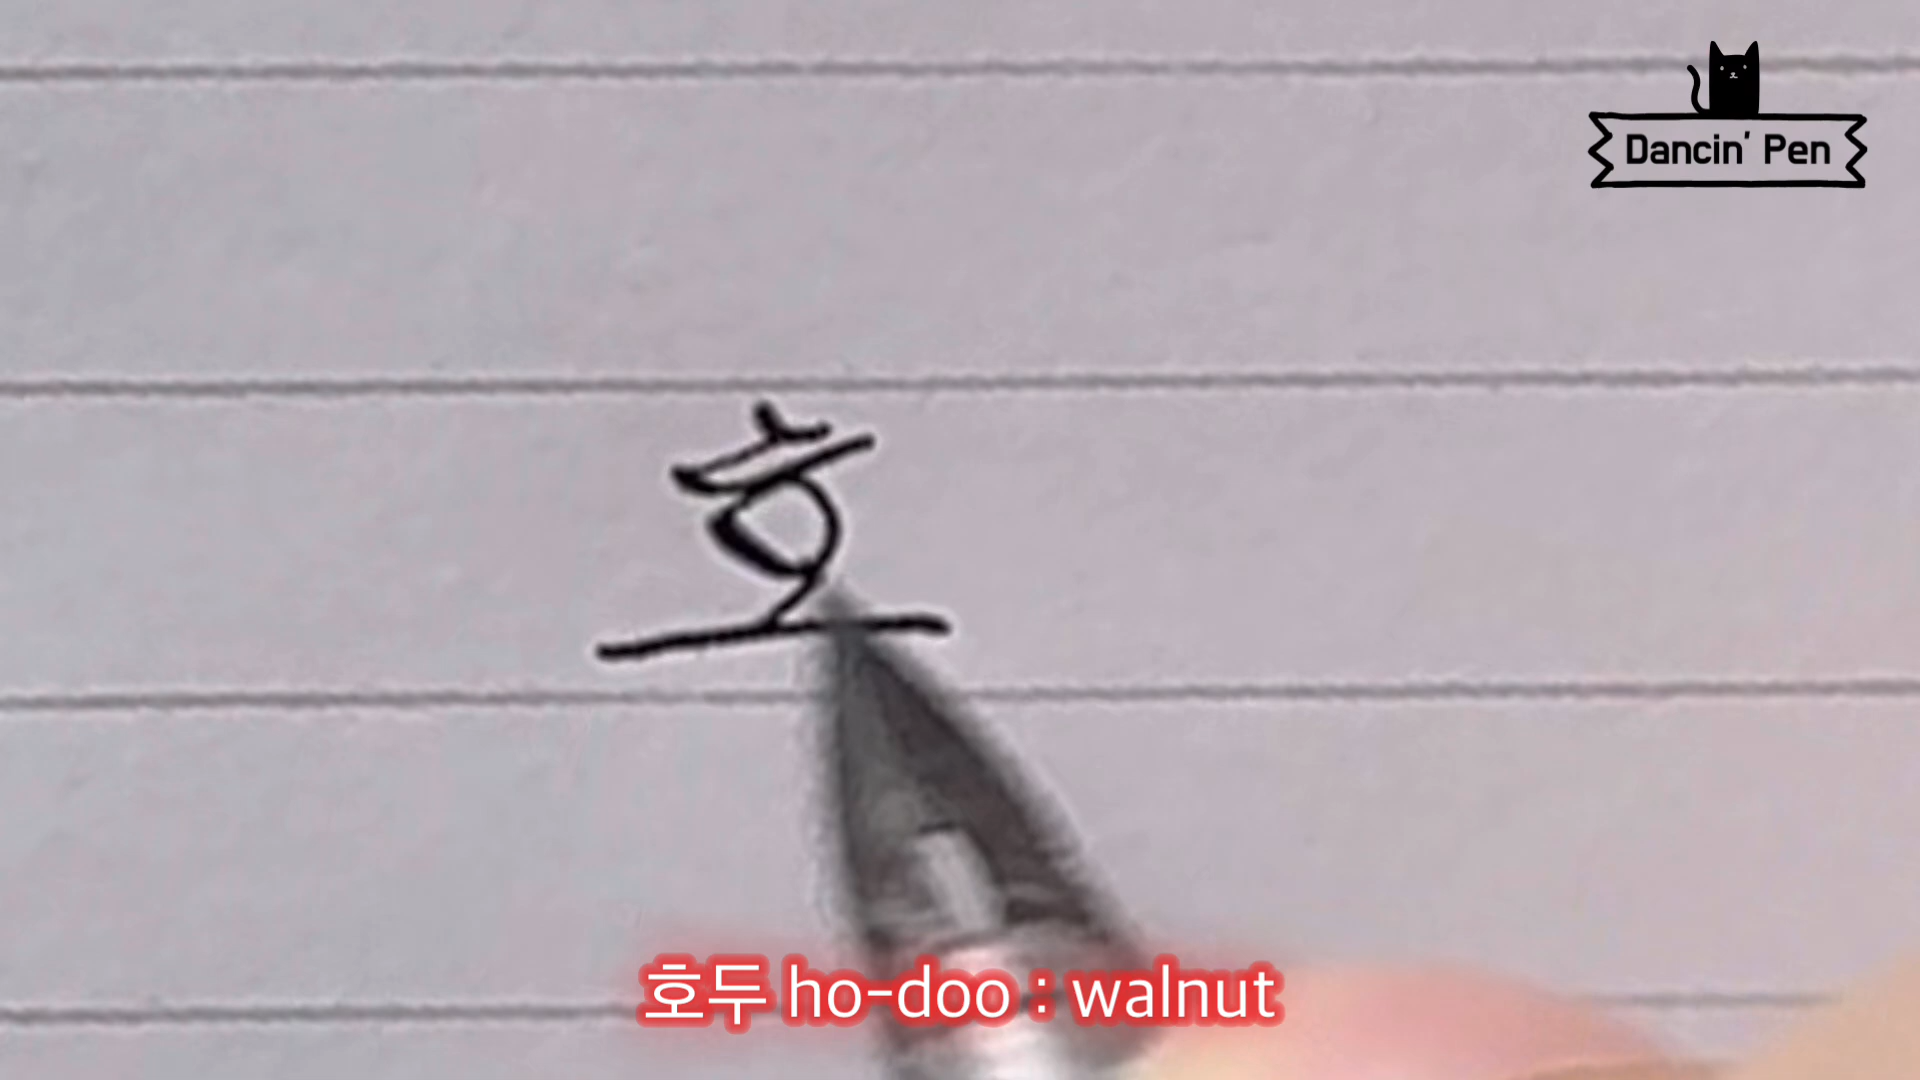 Dancin' Pen
호
호두 ho-doo : walnut